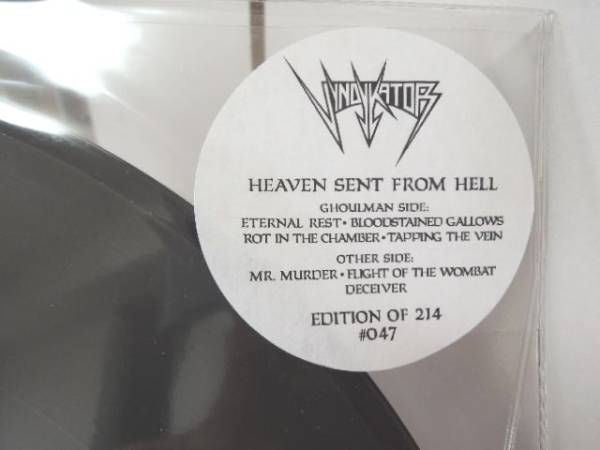 VYNDYKATOR
HEAVEN SENT FROM HELL
GHOULMAN SIDE:
ETERNAL REST • BLOODSTAINED GALLOWS
ROT IN THE CHAMBER • TAPPING THE VEIN
OTHER SIDE:
MR. MURDER • FLIGHT OF THE WOMBAT
DECEIVER
EDITION OF 214
#047